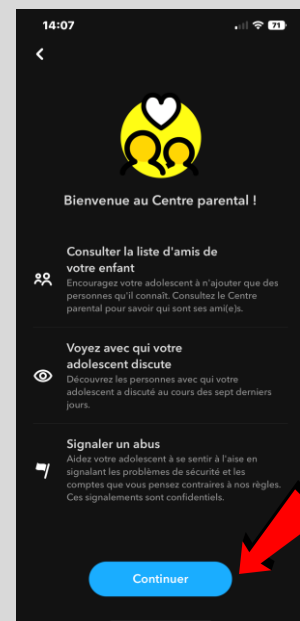 14:07
71
Bienvenue au Centre parental !
Consulter la liste d'amis de
votre enfant
Encouragez votre adolescent à n'ajouter que des
personnes qu'il connaît. Consultez le Centre
parental pour savoir qui sont ses ami(e)s.
Voyez avec qui votre
adolescent discute
Découvrez les personnes avec qui votre
adolescent a discuté au cours des sept derniers
jours.
Signaler un abus
Aidez votre adolescent à se sentir à l'aise en
signalant les problèmes de sécurité et les
comptes que vous pensez contraires à nos règles.
Ces signalements sont confidentiels.
Continuer